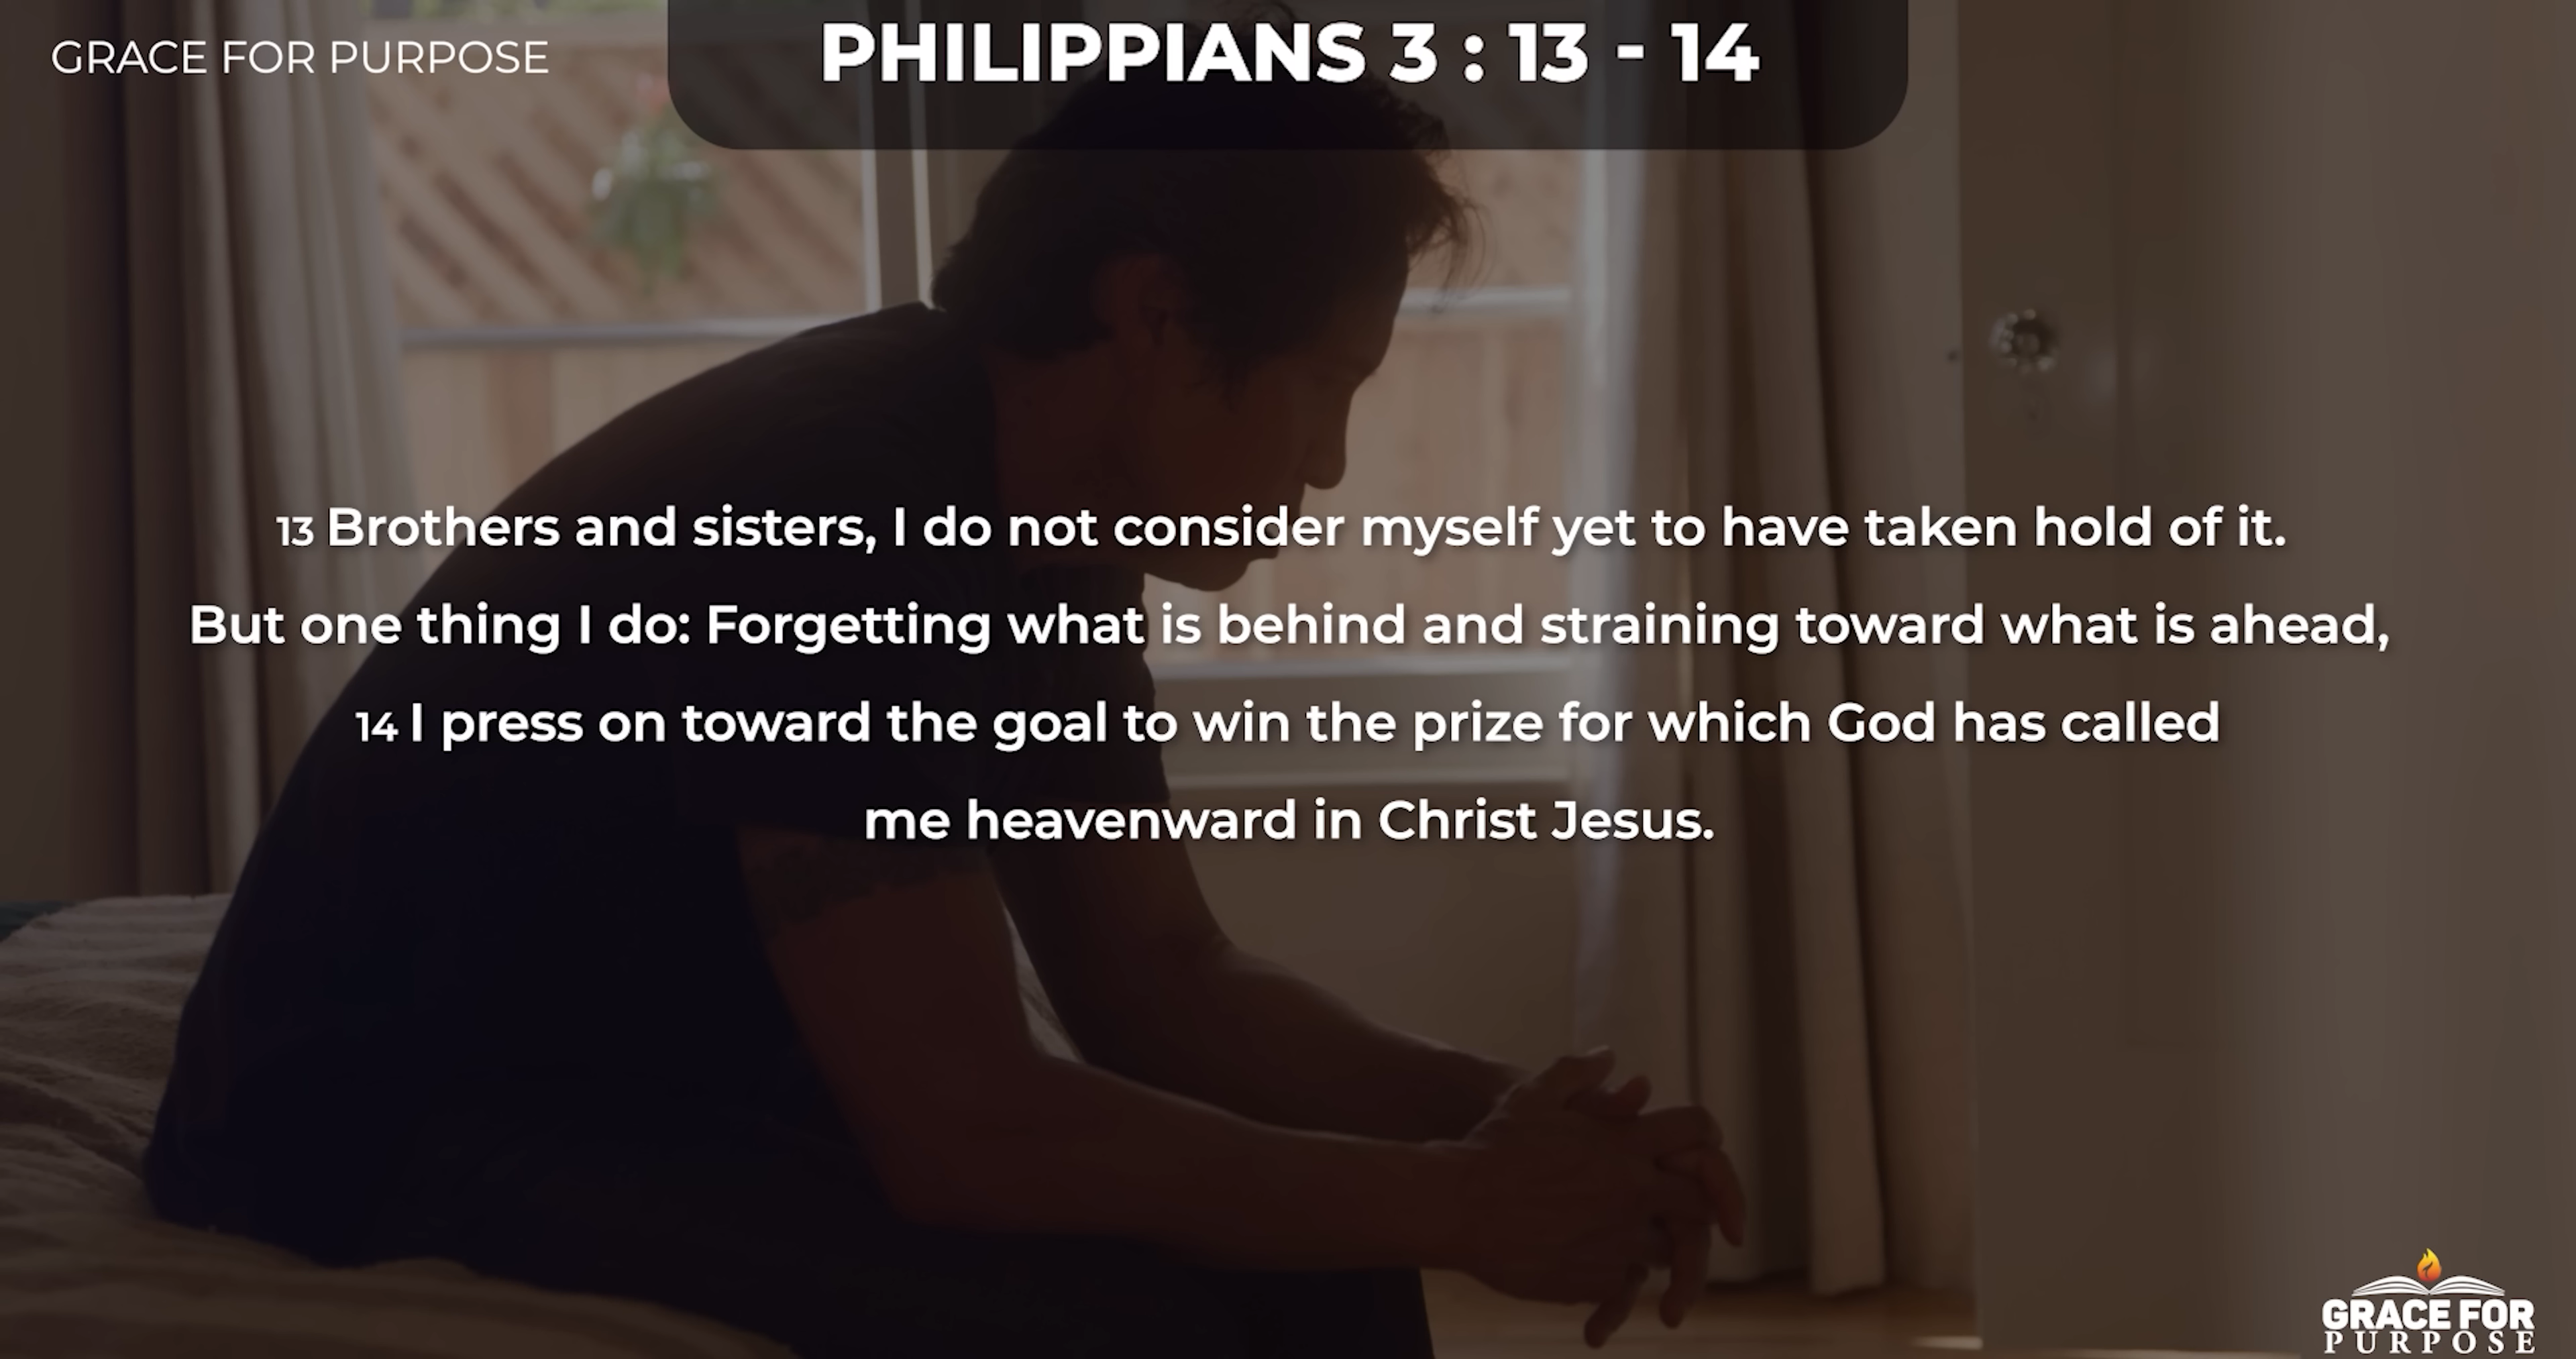 GRACE FOR PURPOSE
PHILIPPIANS 3 : 13 - 14
13 Brothers and sisters, I do not consider myself yet to have taken hold of it.
But one thing I do: Forgetting what is behind and straining toward what is ahead,
14 I press on toward the goal to win the prize for which God has called
me heavenward in Christ Jesus.
GRACE FOR
PURPOSE